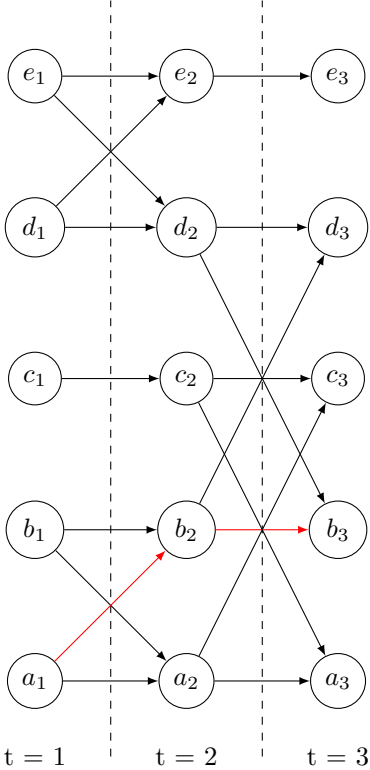 e₁ e₂ e₃
d₁ d₂ d₃
c₁ c₂ c₃
b₁ b₂ b₃
a₁ a₂ a₃
t = 1 t = 2 t = 3